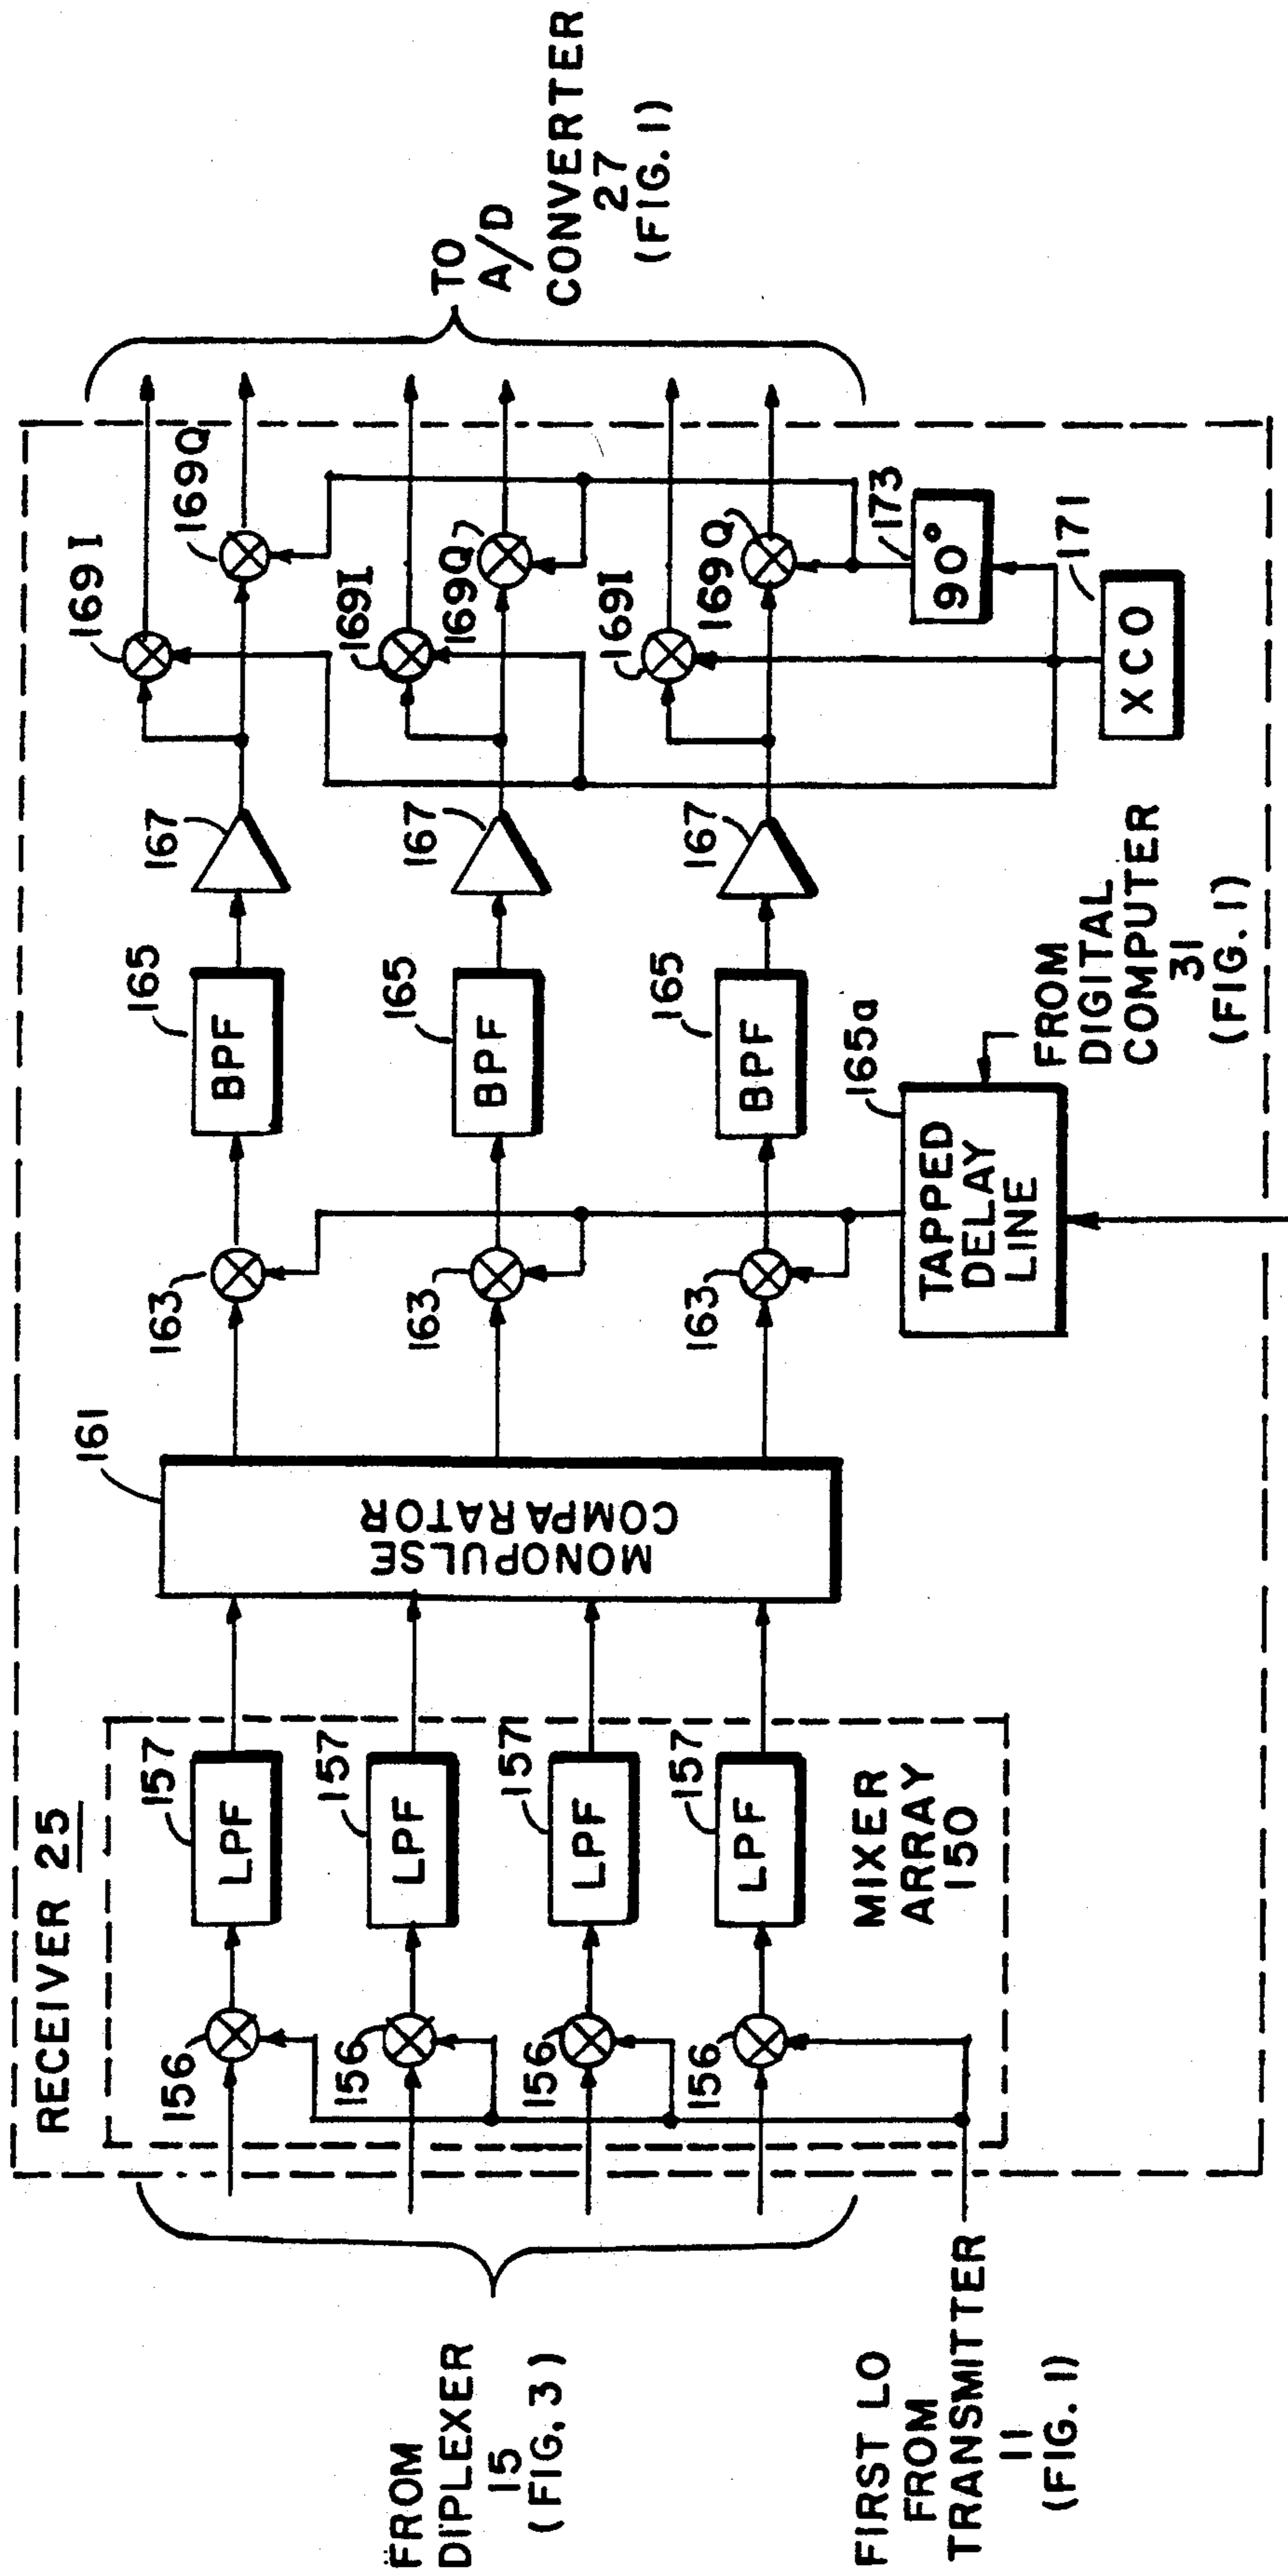 RECEIVER 25
FROM
DIPLEXER
15
(FIG. 3)
FIRST LO
FROM
TRANSMITTER
11
(FIG. 1)
156
156
156
156
LPF
LPF
LPF
LPF
157
157
157
157
MIXER
ARRAY
150
161
MONOPULSE
COMPARATOR
163
163
163
BPF
BPF
BPF
165
165
165
165a
TAPPED
DELAY
LINE
FROM
DIGITAL
COMPUTER
31
(FIG. 1)
167
167
167
169I
169Q
169I
169Q
169I
169Q
90°
173
XCO
171
TO
A/D
CONVERTER
27
(FIG. 1)